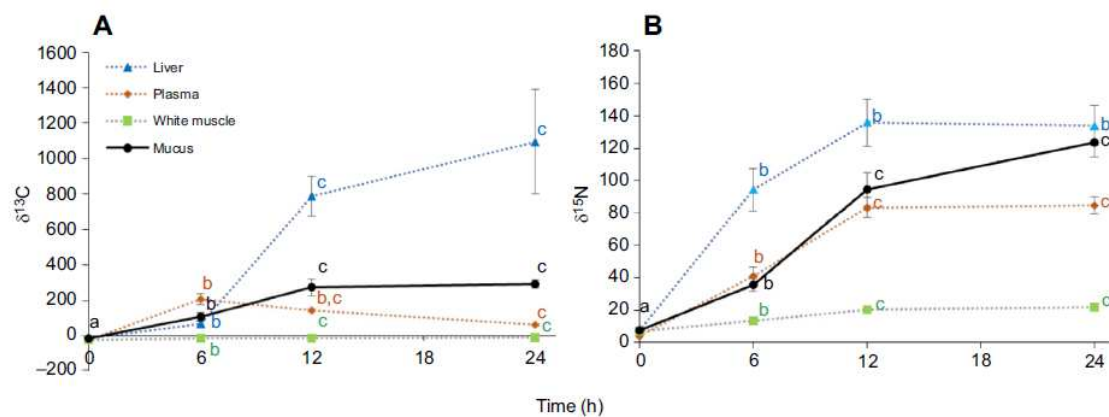 A
δ13C
1600
1400
1200
1000
800
600
400
200
0
–200
Liver
Plasma
White muscle
Mucus
a
b
b
b
b
c
c
b,c
c
c
c
c
c
0
6
12
18
24
B
δ15N
180
160
140
120
100
80
60
40
20
0
a
b
b
b
b
b
c
c
c
b
c
c
c
0
6
12
18
24
Time (h)